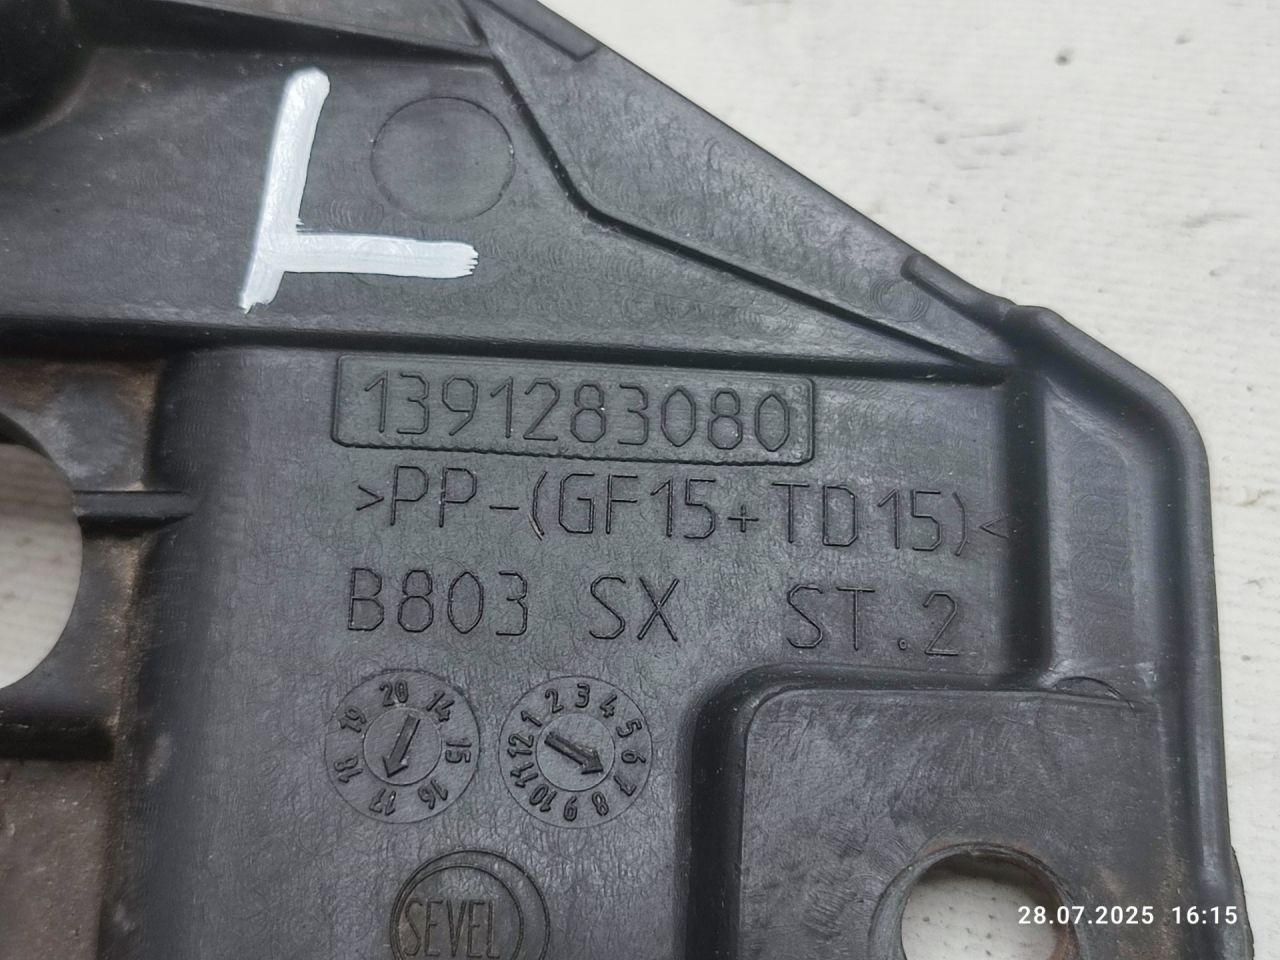 1391283080
>PP-(GF15+TD15)<
B803 SX ST.2
20 14 15 16 17 18 19
1 2 3 4 5 6 7 8 9 10 11 12
SEVEL
28.07.2025 16:15